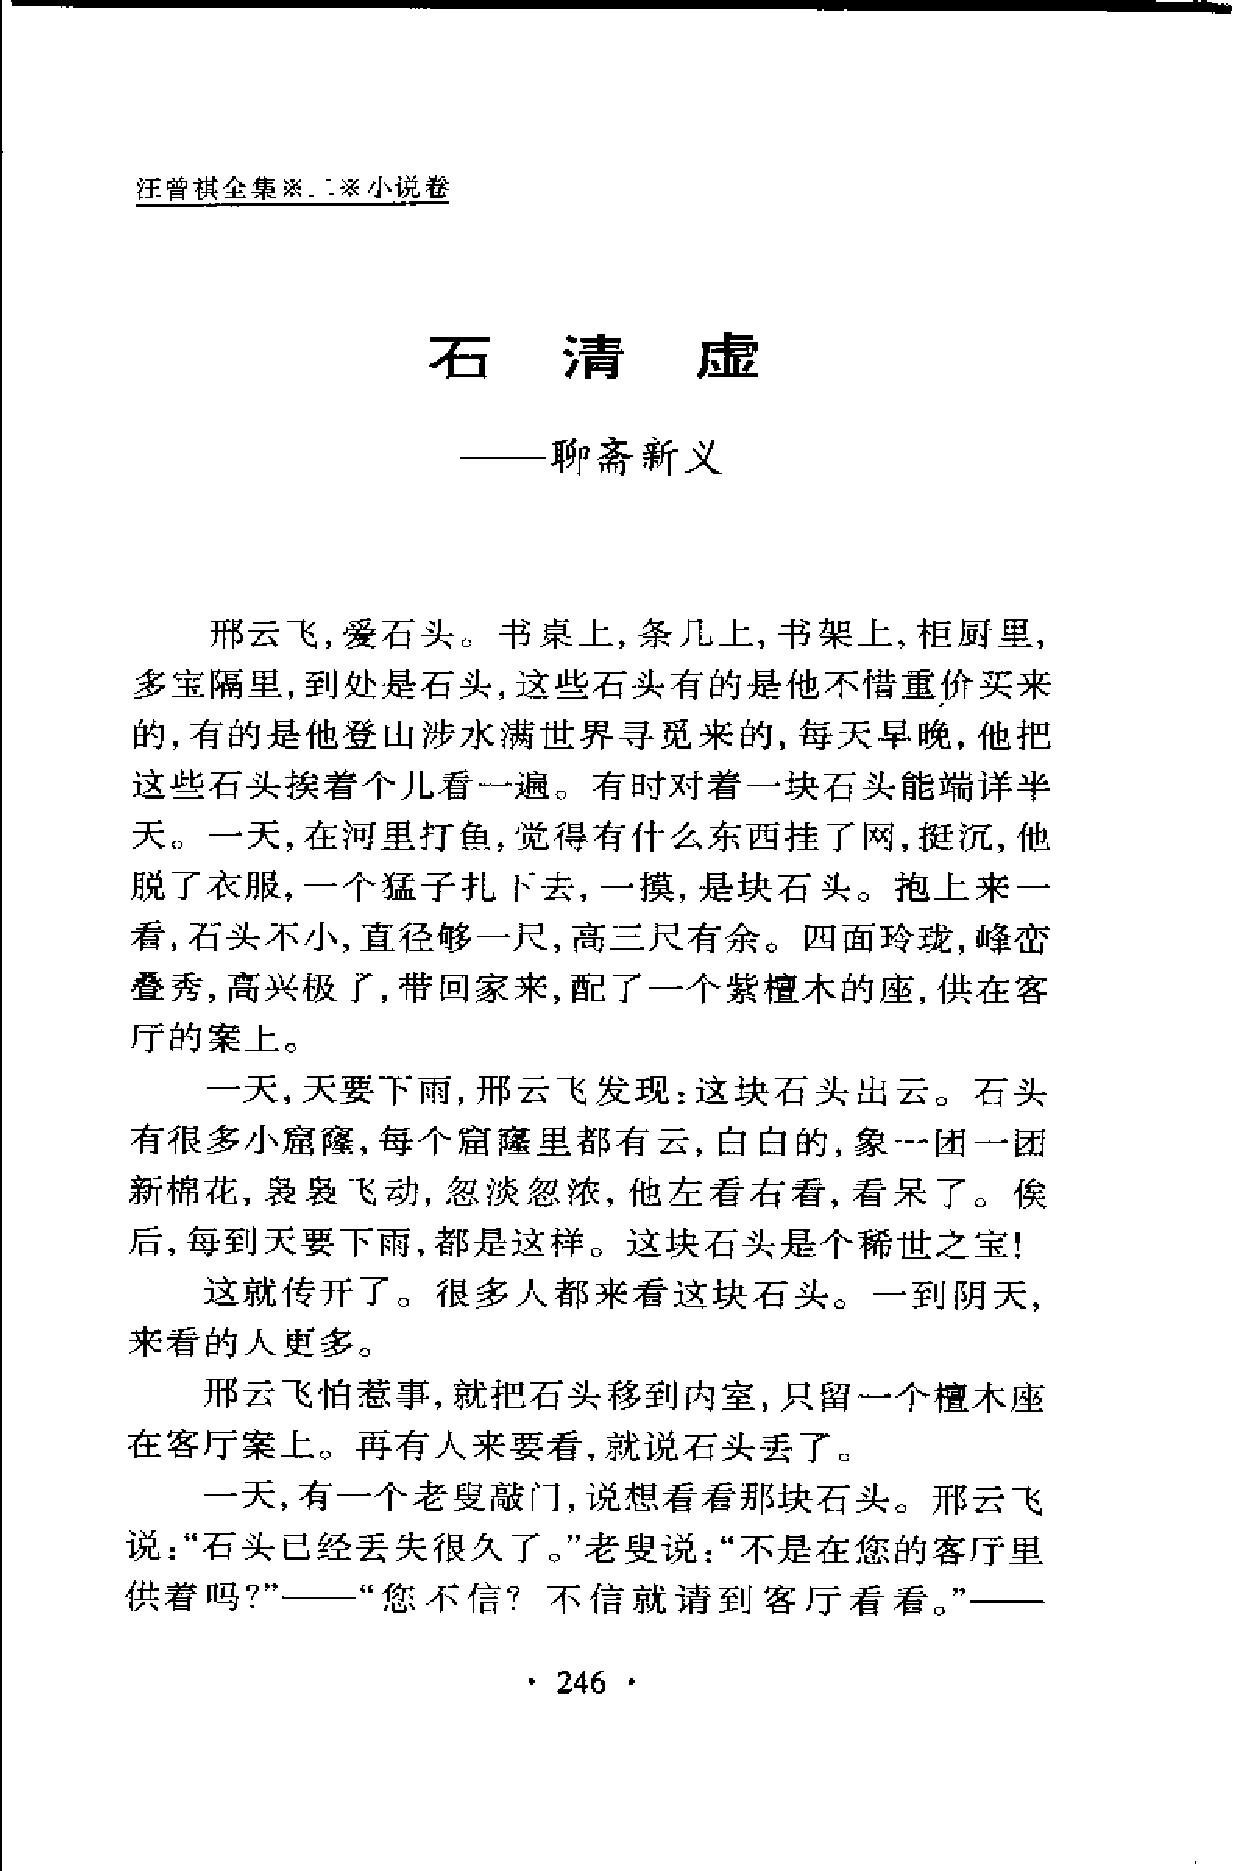 汪曾祺全集※二※小说卷
石清虚
——聊斋新义
邢云飞,爱石头。书桌上,条几上,书架上,柜厨里,
多宝隔里,到处是石头,这些石头有的是他不惜重价买来
的,有的是他登山涉水满世界寻觅来的,每天早晚,他把
这些石头挨着个儿看一遍。有时对着一块石头能端详半
天。一天,在河里打鱼,觉得有什么东西挂了网,挺沉,他
脱了衣服,一个猛子扎下去,一摸,是块石头。抱上来一
看,石头不小,直径够一尺,高三尺有余。四面玲珑,峰峦
叠秀,高兴极了,带回家来,配了一个紫檀木的座,供在客
厅的案上。
一天,天要下雨,邢云飞发现:这块石头出云。石头
有很多小窟窿,每个窟窿里都有云,白白的,象一团一团
新棉花,袅袅飞动,忽淡忽浓,他左看右看,看呆了。俟
后,每到天要下雨,都是这样。这块石头是个稀世之宝!
这就传开了。很多人都来看这块石头。一到阴天,
来看的人更多。
邢云飞怕惹事,就把石头移到内室,只留一个檀木座
在客厅案上。再有人来要看,就说石头丢了。
一天,有一个老叟敲门,说想看看那块石头。邢云飞
说:“石头已经丢失很久了。”老叟说:“不是在您的客厅里
供着吗?”——“您不信? 不信就请到客厅看看。”——
· 246 ·